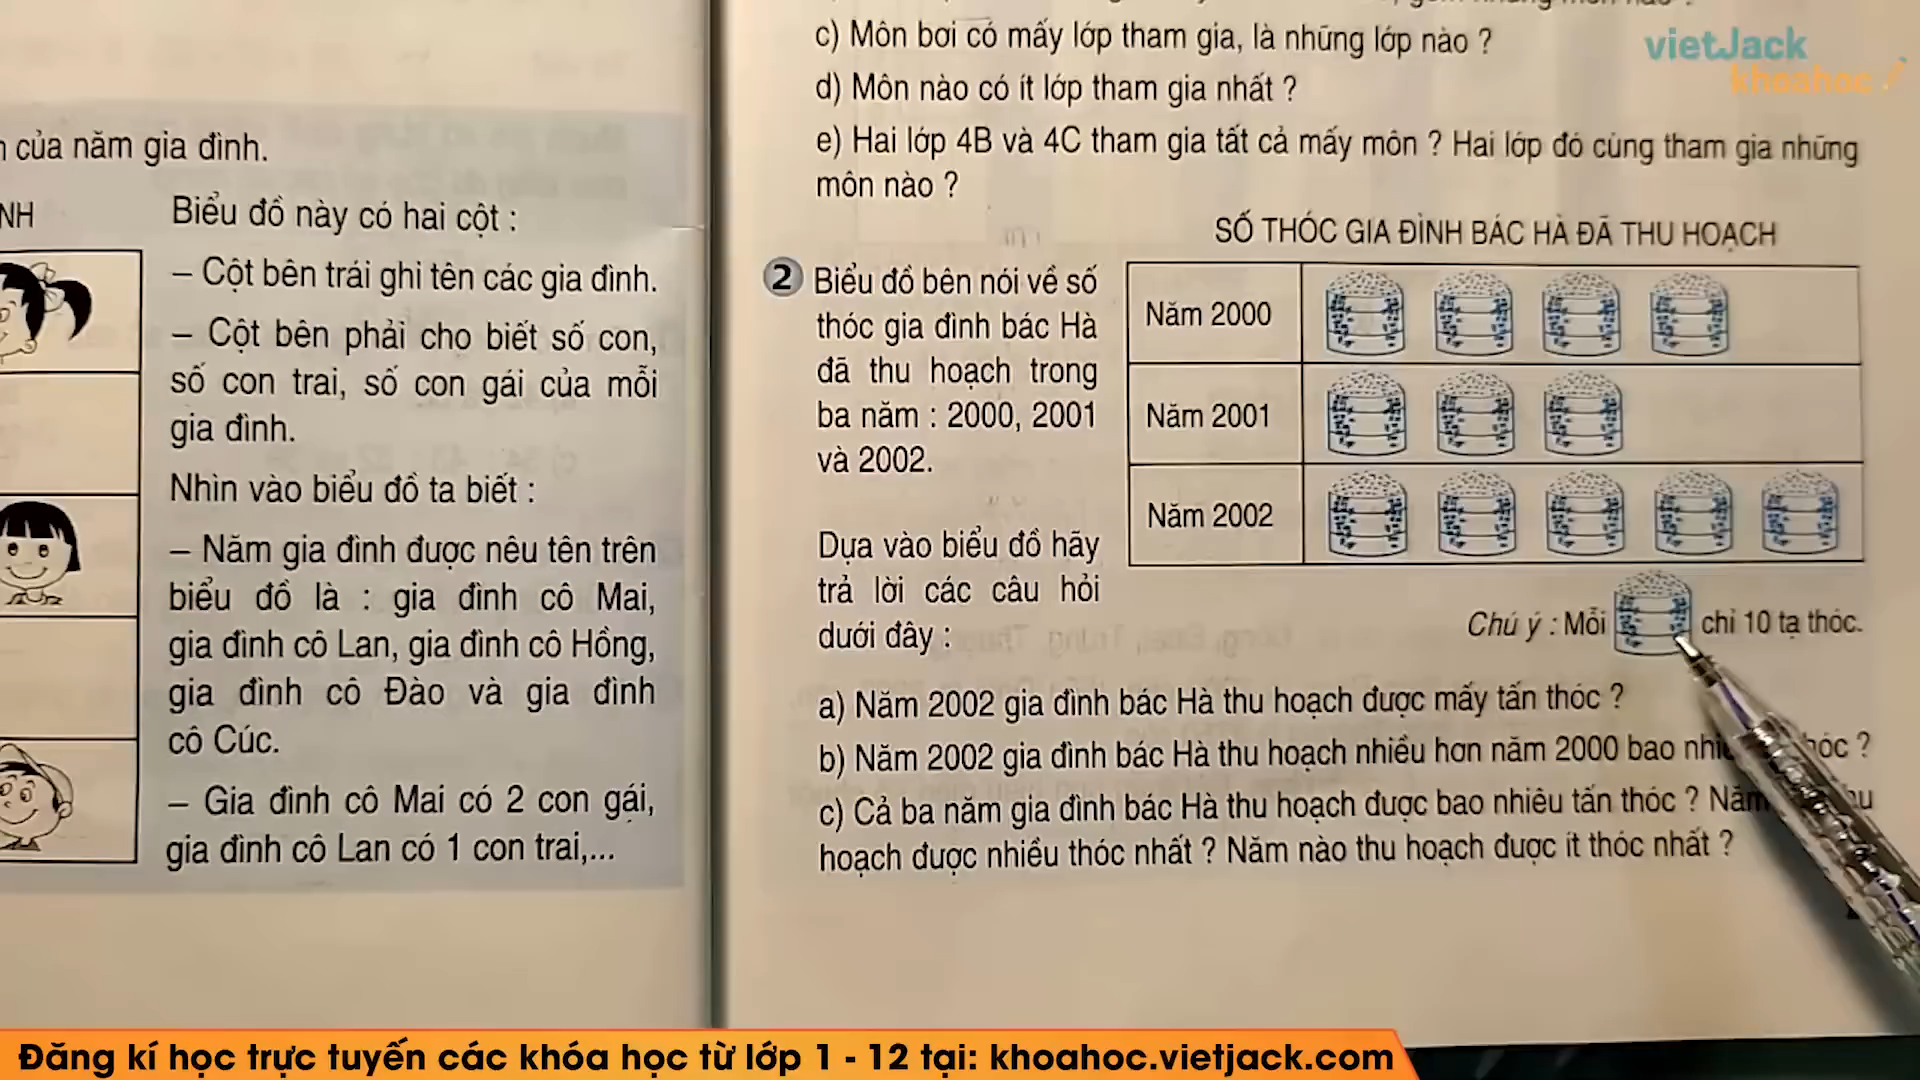 vietJack
khoahoc
của năm gia đình.
NH
Biểu đồ này có hai cột :
– Cột bên trái ghi tên các gia đình.
– Cột bên phải cho biết số con,
số con trai, số con gái của mỗi
gia đình.
Nhìn vào biểu đồ ta biết :
– Năm gia đình được nêu tên trên
biểu đồ là : gia đình cô Mai,
gia đình cô Lan, gia đình cô Hồng,
gia đình cô Đào và gia đình
cô Cúc.
– Gia đình cô Mai có 2 con gái,
gia đình cô Lan có 1 con trai,...
c) Môn bơi có mấy lớp tham gia, là những lớp nào ?
d) Môn nào có ít lớp tham gia nhất ?
e) Hai lớp 4B và 4C tham gia tất cả mấy môn ? Hai lớp đó cùng tham gia những
môn nào ?
2 Biểu đồ bên nói về số
thóc gia đình bác Hà
đã thu hoạch trong
ba năm : 2000, 2001
và 2002.
Dựa vào biểu đồ hãy
trả lời các câu hỏi
dưới đây :
SỐ THÓC GIA ĐÌNH BÁC HÀ ĐÃ THU HOẠCH
Năm 2000
Năm 2001
Năm 2002
Chú ý : Mỗi chỉ 10 tạ thóc.
a) Năm 2002 gia đình bác Hà thu hoạch được mấy tấn thóc ?
b) Năm 2002 gia đình bác Hà thu hoạch nhiều hơn năm 2000 bao
c) Cả ba năm gia đình bác Hà thu hoạch được bao nhiêu tấn thóc ? Năm
hoạch được nhiều thóc nhất ? Năm nào thu hoạch được ít thóc nhất ?
Đăng kí học trực tuyến các khóa học từ lớp 1 - 12 tại: khoahoc.vietjack.com